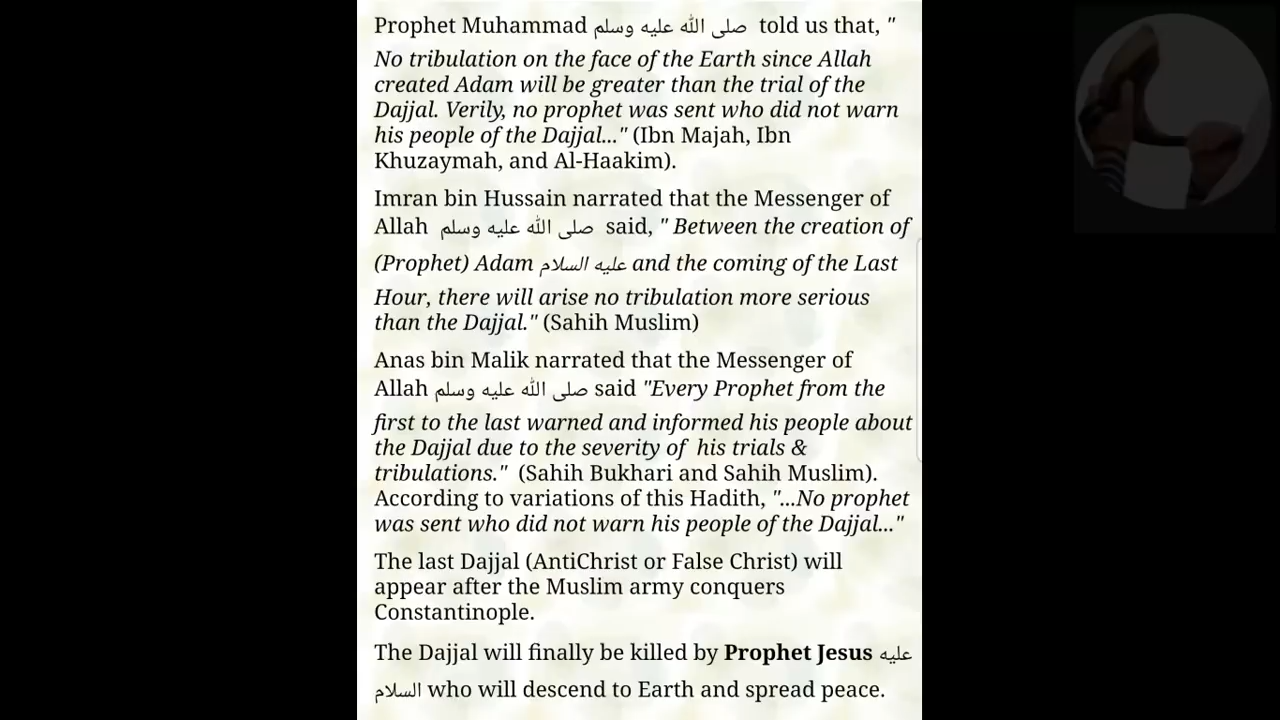 Prophet Muhammad صلى الله عليه وسلم told us that, "
No tribulation on the face of the Earth since Allah
created Adam will be greater than the trial of the
Dajjal. Verily, no prophet was sent who did not warn
his people of the Dajjal..." (Ibn Majah, Ibn
Khuzaymah, and Al-Haakim).
Imran bin Hussain narrated that the Messenger of
Allah صلى الله عليه وسلم said, " Between the creation of
(Prophet) Adam عليه السلام and the coming of the Last
Hour, there will arise no tribulation more serious
than the Dajjal." (Sahih Muslim)
Anas bin Malik narrated that the Messenger of
Allah صلى الله عليه وسلم said "Every Prophet from the
first to the last warned and informed his people about
the Dajjal due to the severity of his trials &
tribulations." (Sahih Bukhari and Sahih Muslim).
According to variations of this Hadith, "...No prophet
was sent who did not warn his people of the Dajjal..."
The last Dajjal (AntiChrist or False Christ) will
appear after the Muslim army conquers
Constantinople.
The Dajjal will finally be killed by Prophet Jesus عليه
السلام who will descend to Earth and spread peace.